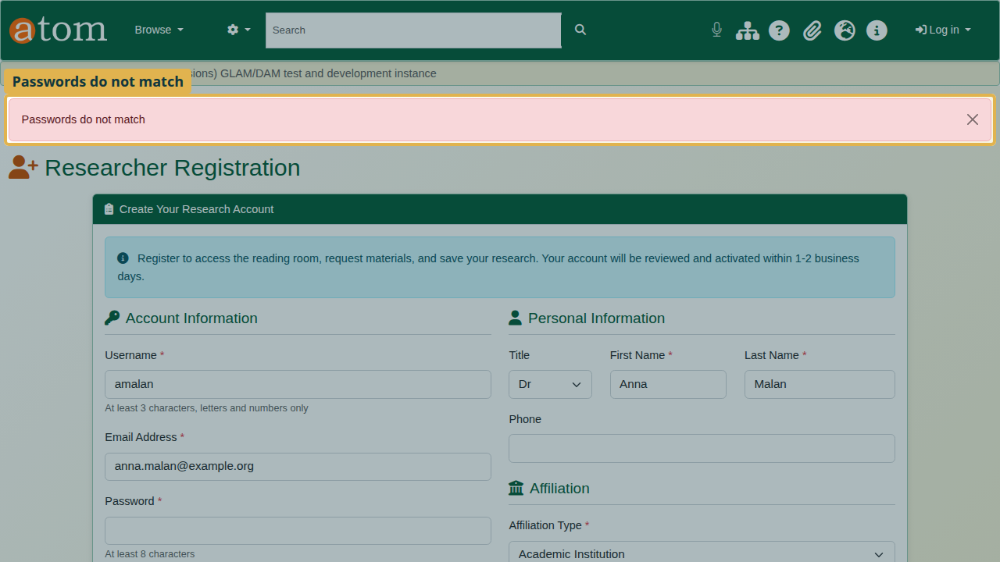 atom
Browse
Search
Log in
sions) GLAM/DAM test and development instance
Passwords do not match
Passwords do not match
Researcher Registration
Create Your Research Account
Register to access the reading room, request materials, and save your research. Your account will be reviewed and activated within 1-2 business
days.
Account Information
Personal Information
Username *
Title
First Name *
Last Name *
amalan
Dr
Anna
Malan
At least 3 characters, letters and numbers only
Phone
Email Address *
anna.malan@example.org
Affiliation
Password *
Affiliation Type *
Academic Institution
At least 8 characters